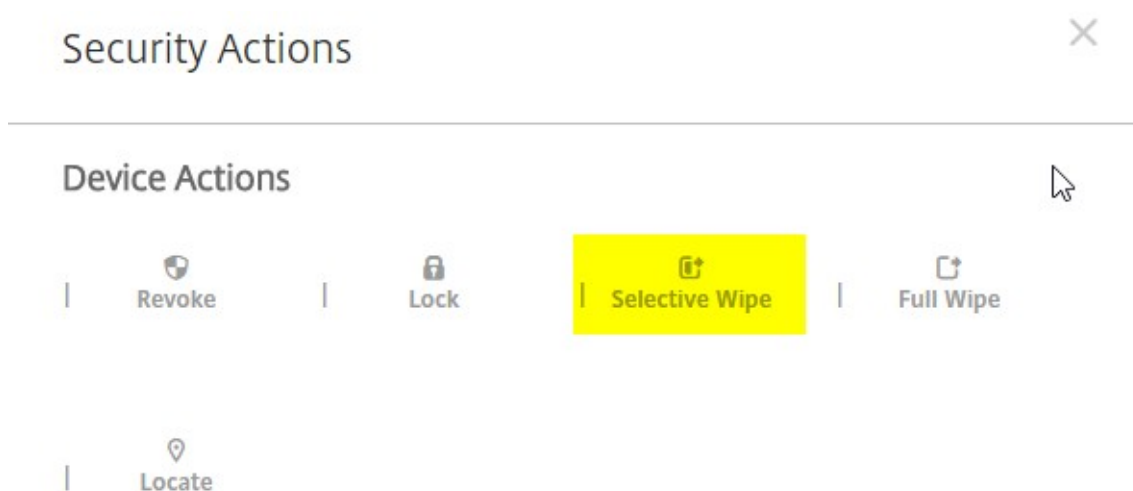 Security Actions
Device Actions
Revoke Lock Selective Wipe Full Wipe
Locate